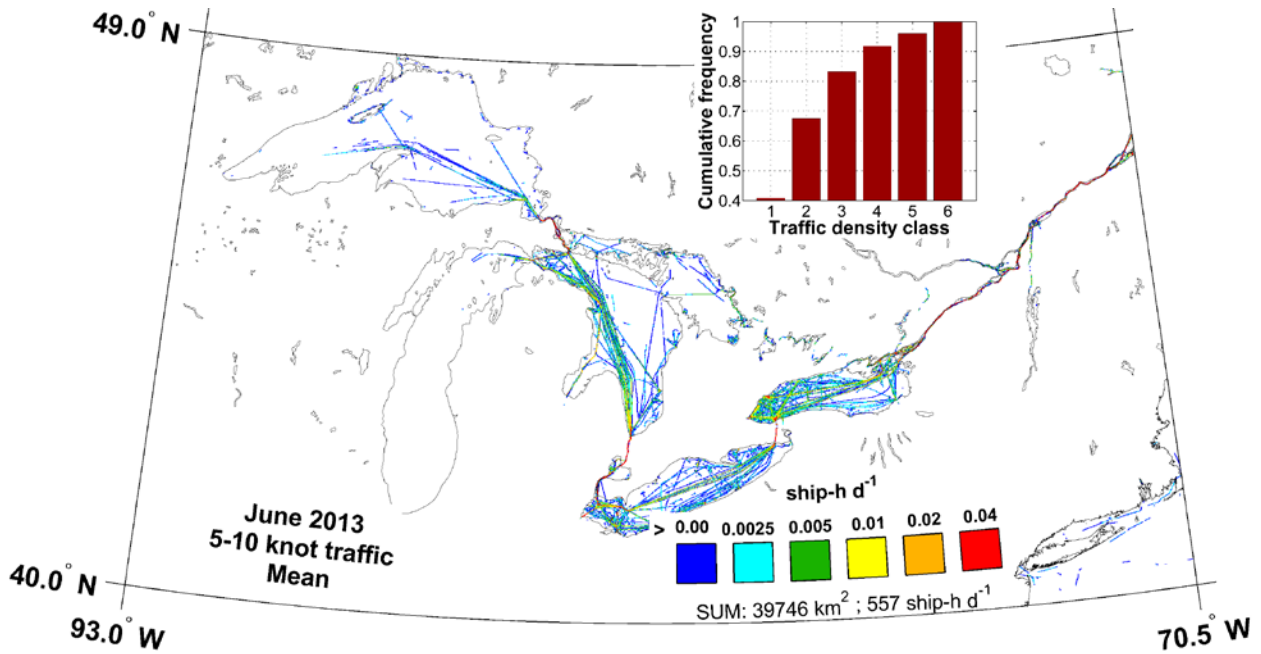 49.0° N
1
0.9
0.8
0.7
0.6
0.5
0.4
Cumulative frequency
1 2 3 4 5 6
Traffic density class
June 2013
5-10 knot traffic
Mean
ship-h d⁻¹
> 0.00 0.0025 0.005 0.01 0.02 0.04
SUM: 39746 km² ; 557 ship-h d⁻¹
40.0° N
93.0° W
70.5° W